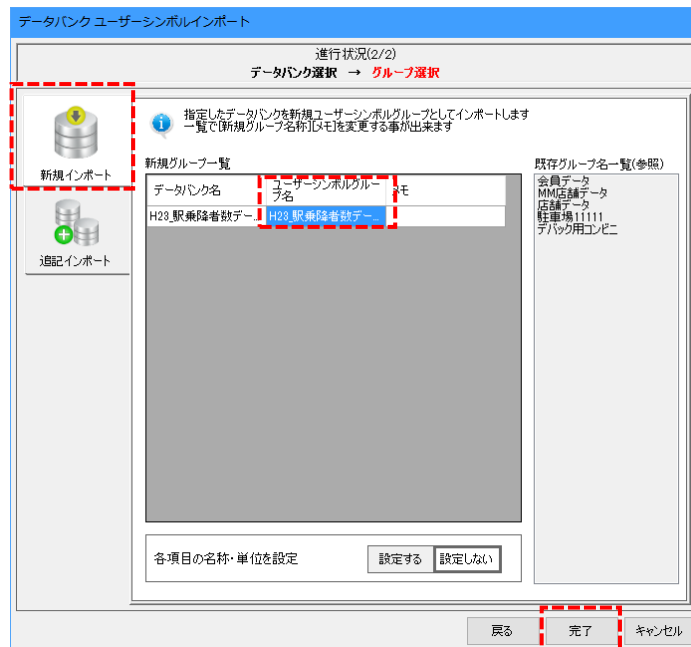 データバンク ユーザーシンボルインポート
進行状況(2/2)
データバンク選択 → グループ選択
新規インポート
追記インポート
指定したデータバンクを新規ユーザーシンボルグループとしてインポートします
一覧で[新規グループ名称][メモ]を変更する事が出来ます
新規グループ一覧
データバンク名
ユーザーシンボルグルー
プ名
メモ
H23_駅乗降者数デー...
H23_駅乗降者数デー...
既存グループ名一覧(参照)
会員データ
MM店舗データ
店舗データ
駐車場11111
デバック用コンビニ
各項目の名称・単位を設定
設定する
設定しない
戻る
完了
キャンセル